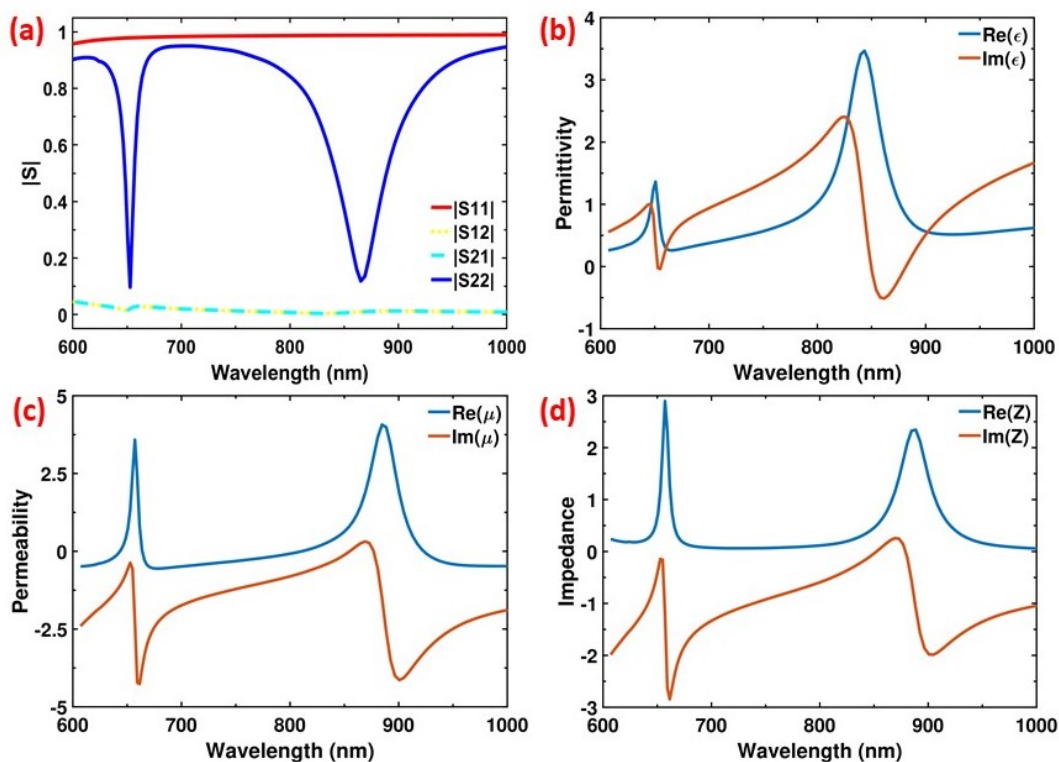 (a)
1
0.8
0.6
0.4
0.2
0
|S|
|S11|
|S12|
|S21|
|S22|
600 700 800 900 1000
Wavelength (nm)
(b)
4
3
2
1
0
-1
Permittivity
Re(ϵ)
Im(ϵ)
600 700 800 900 1000
Wavelength (nm)
(c)
5
2.5
0
-2.5
-5
Permeability
Re(μ)
Im(μ)
600 700 800 900 1000
Wavelength (nm)
(d)
3
2
1
0
-1
-2
-3
Impedance
Re(Z)
Im(Z)
600 700 800 900 1000
Wavelength (nm)